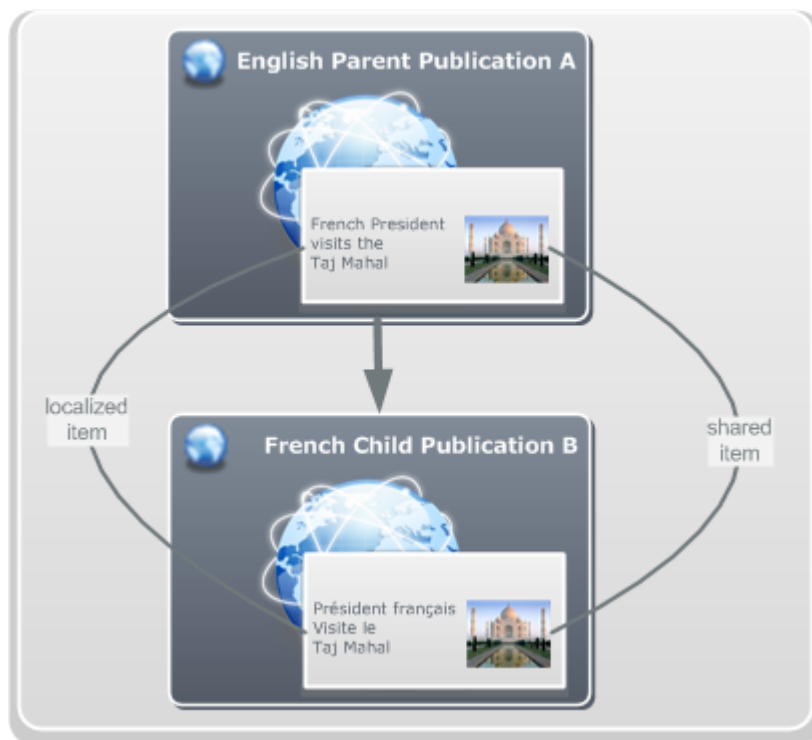 English Parent Publication A
French President
visits the
Taj Mahal
localized
item
shared
item
French Child Publication B
Président français
Visite le
Taj Mahal